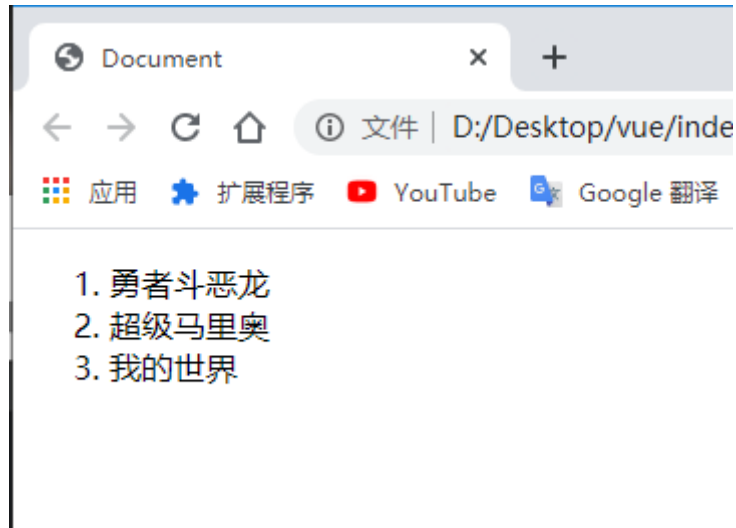 Document
文件 D:/Desktop/vue/inde
应用 扩展程序 YouTube Google 翻译
1. 勇者斗恶龙
2. 超级马里奥
3. 我的世界